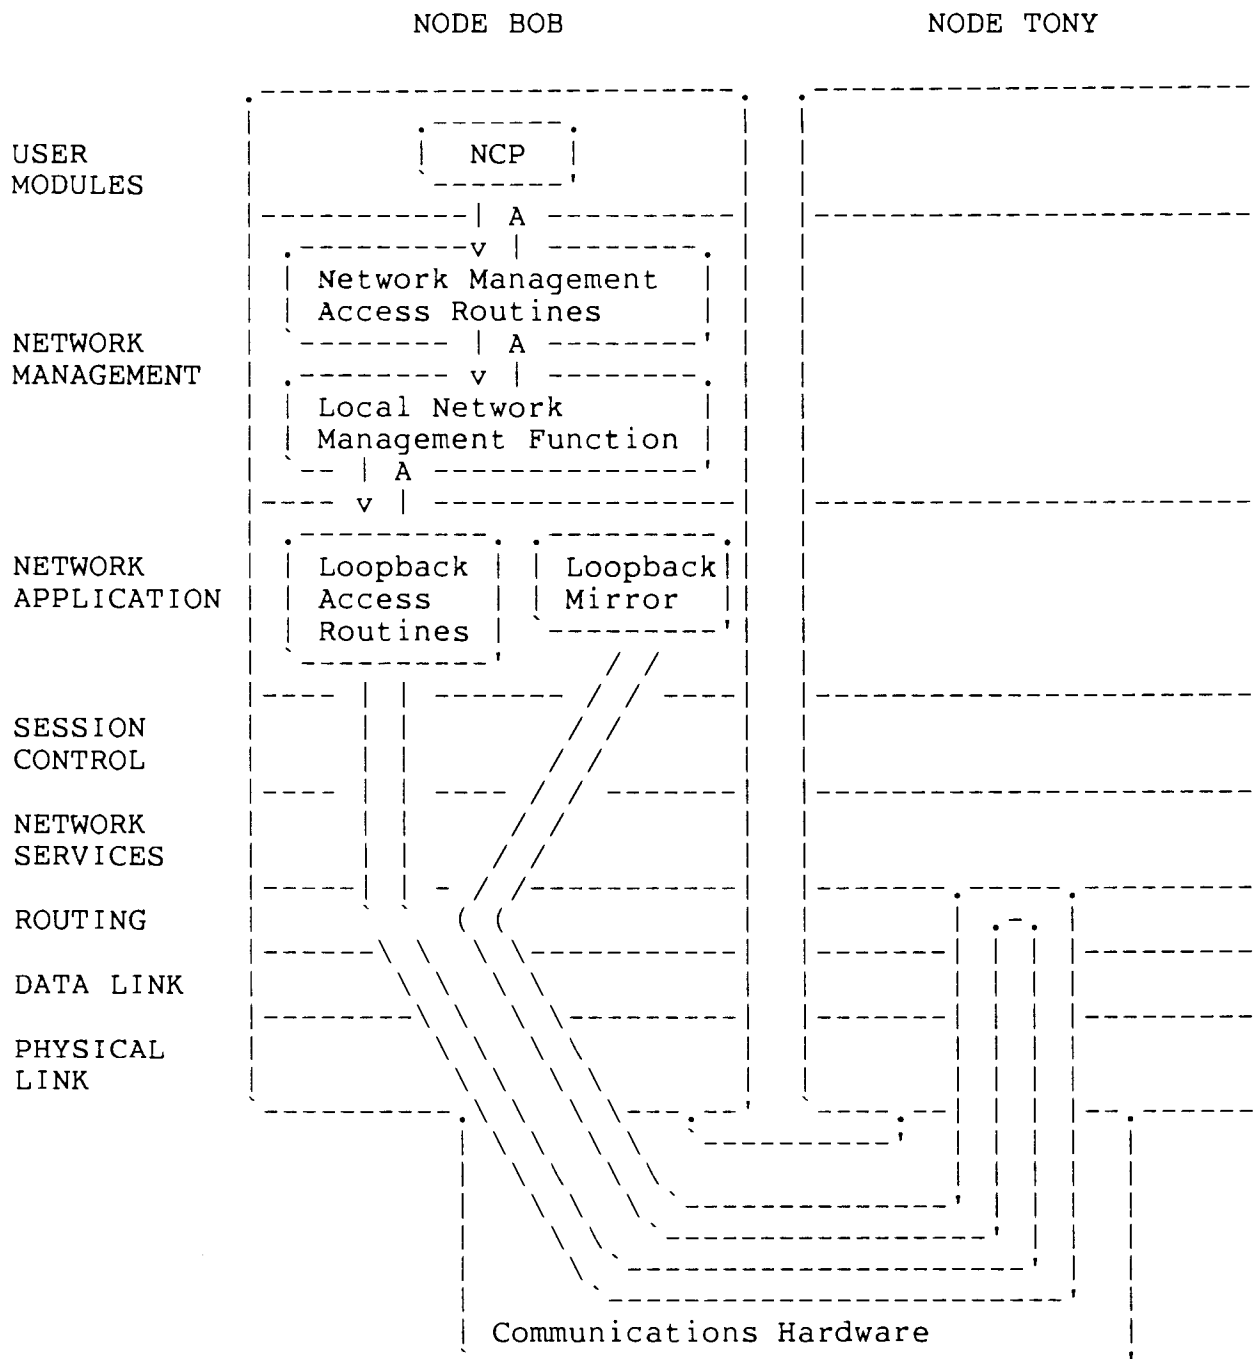 NODE BOB
NODE TONY
USER
MODULES
NCP
NETWORK
MANAGEMENT
Network Management
Access Routines
Local Network
Management Function
NETWORK
APPLICATION
Loopback
Access
Routines
Loopback
Mirror
SESSION
CONTROL
NETWORK
SERVICES
ROUTING
DATA LINK
PHYSICAL
LINK
Communications Hardware